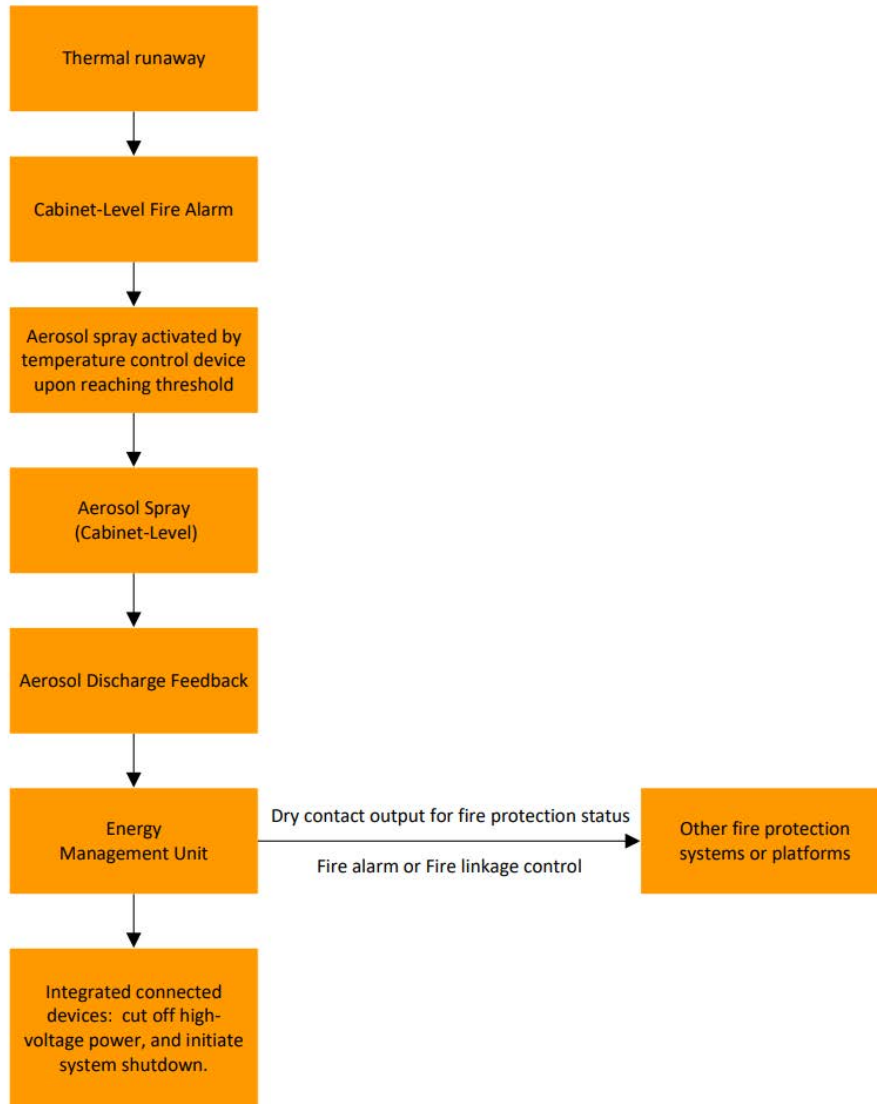 Thermal runaway
Cabinet-Level Fire Alarm
Aerosol spray activated by
temperature control device
upon reaching threshold
Aerosol Spray
(Cabinet-Level)
Aerosol Discharge Feedback
Energy
Management Unit
Dry contact output for fire protection status
Fire alarm or Fire linkage control
Other fire protection
systems or platforms
Integrated connected
devices: cut off high-
voltage power, and initiate
system shutdown.